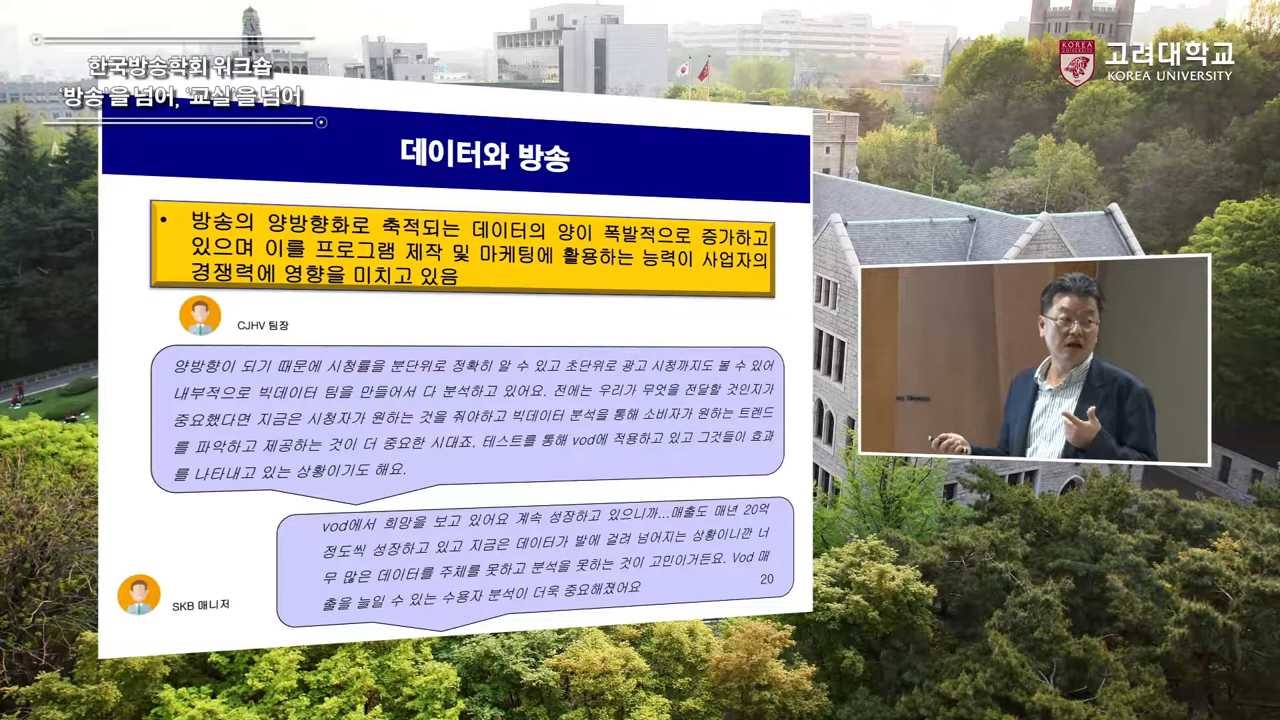 한국방송학회 워크숍
'방송'을 넘어, '교실'을 넘어
KOREA
고려대학교
KOREA UNIVERSITY
데이터와 방송
• 방송의 양방향화로 축적되는 데이터의 양이 폭발적으로 증가하고
있으며 이를 프로그램 제작 및 마케팅에 활용하는 능력이 사업자의
경쟁력에 영향을 미치고 있음
CJHV 팀장
양방향이 되기 때문에 시청률을 분단위로 정확히 알 수 있고 초단위로 광고 시청까지도 볼 수 있어
내부적으로 빅데이터 팀을 만들어서 다 분석하고 있어요. 전에는 우리가 무엇을 전달할 것인지가
중요했다면 지금은 시청자가 원하는 것을 줘야하고 빅데이터 분석을 통해 소비자가 원하는 트렌드
를 파악하고 제공하는 것이 더 중요한 시대죠. 테스트를 통해 vod에 적용하고 있고 그것들이 효과
를 나타내고 있는 상황이기도 해요.
vod에서 희망을 보고 있어요 계속 성장하고 있으니까...매출도 매년 20억
정도씩 성장하고 있고 지금은 데이터가 발에 걸려 넘어지는 상황이니깐 너
무 많은 데이터를 주체를 못하고 분석을 못하는 것이 고민이거든요. Vod 매
출을 늘일 수 있는 수용자 분석이 더욱 중요해졌어요
20
SKB 매니저